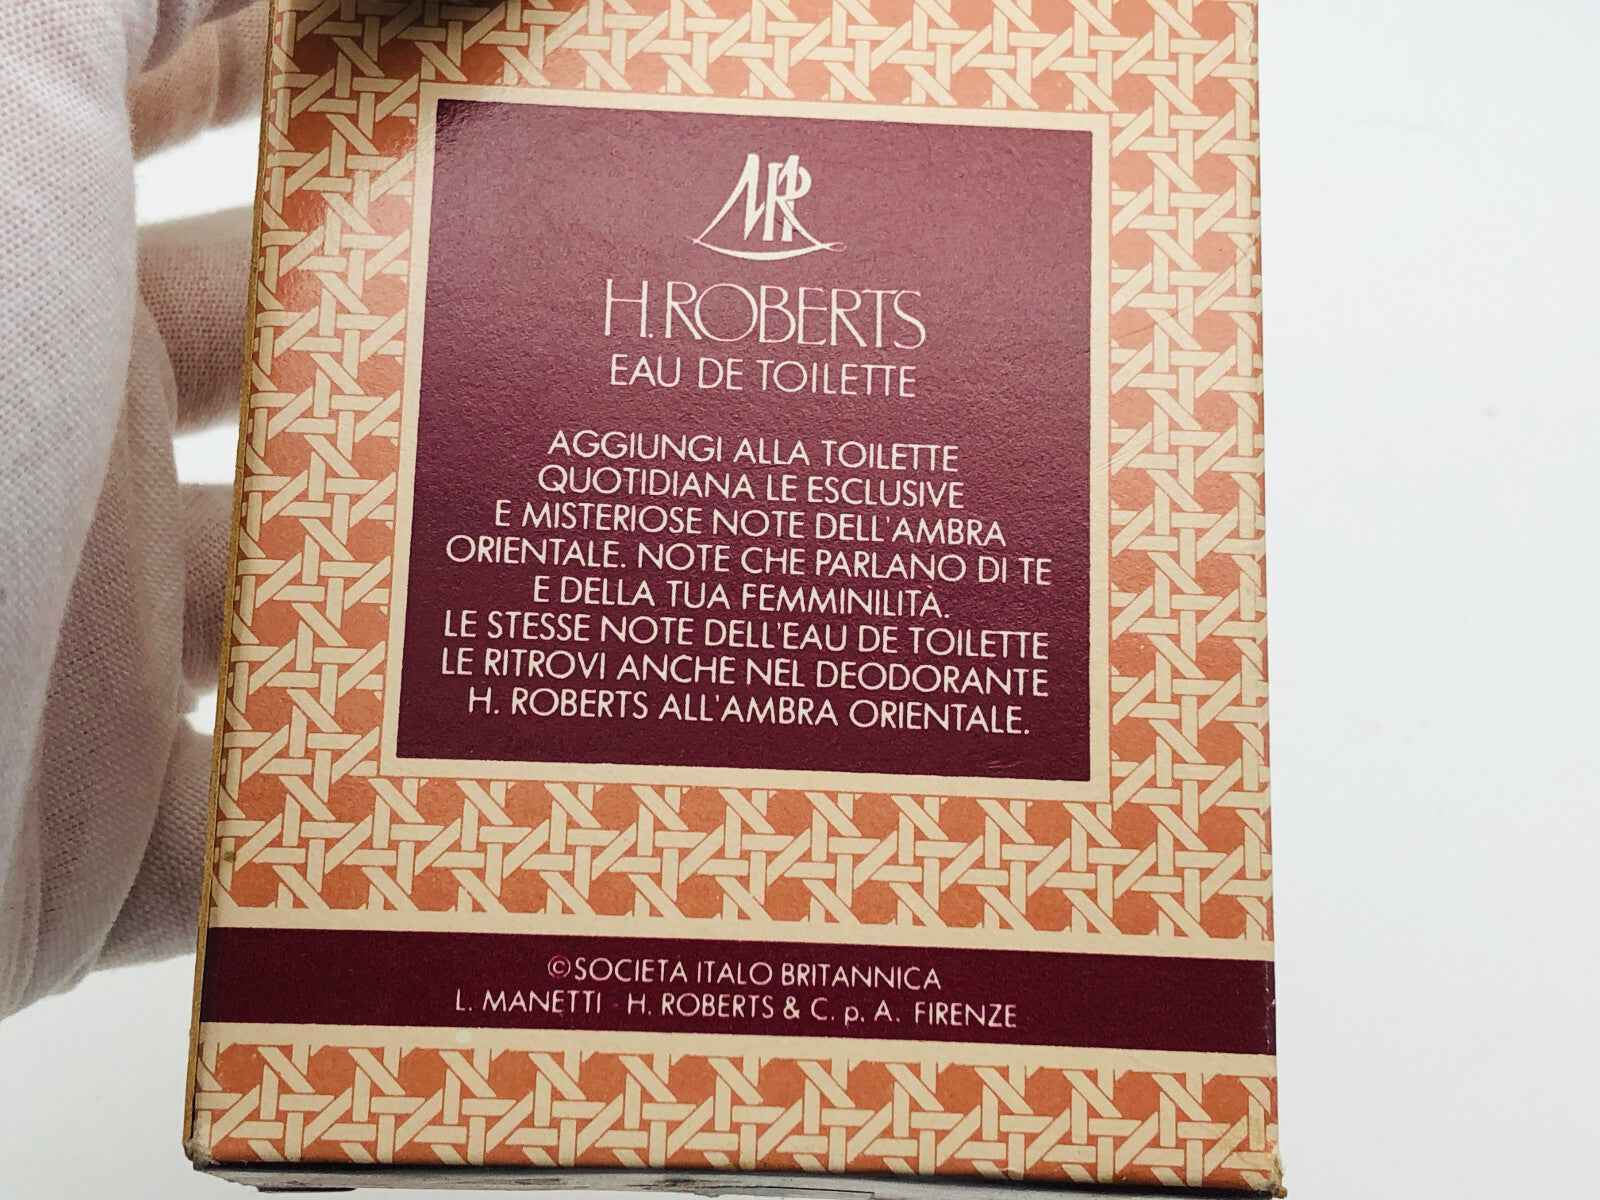 MRP
H.ROBERTS
EAU DE TOILETTE
AGGIUNGI ALLA TOILETTE
QUOTIDIANA LE ESCLUSIVE
E MISTERIOSE NOTE DELL'AMBRA
ORIENTALE. NOTE CHE PARLANO DI TE
E DELLA TUA FEMMINILITA.
LE STESSE NOTE DELL'EAU DE TOILETTE
LE RITROVI ANCHE NEL DEODORANTE
H. ROBERTS ALL'AMBRA ORIENTALE.
©SOCIETA ITALO BRITANNICA
L. MANETTI - H. ROBERTS & C. p. A. FIRENZE